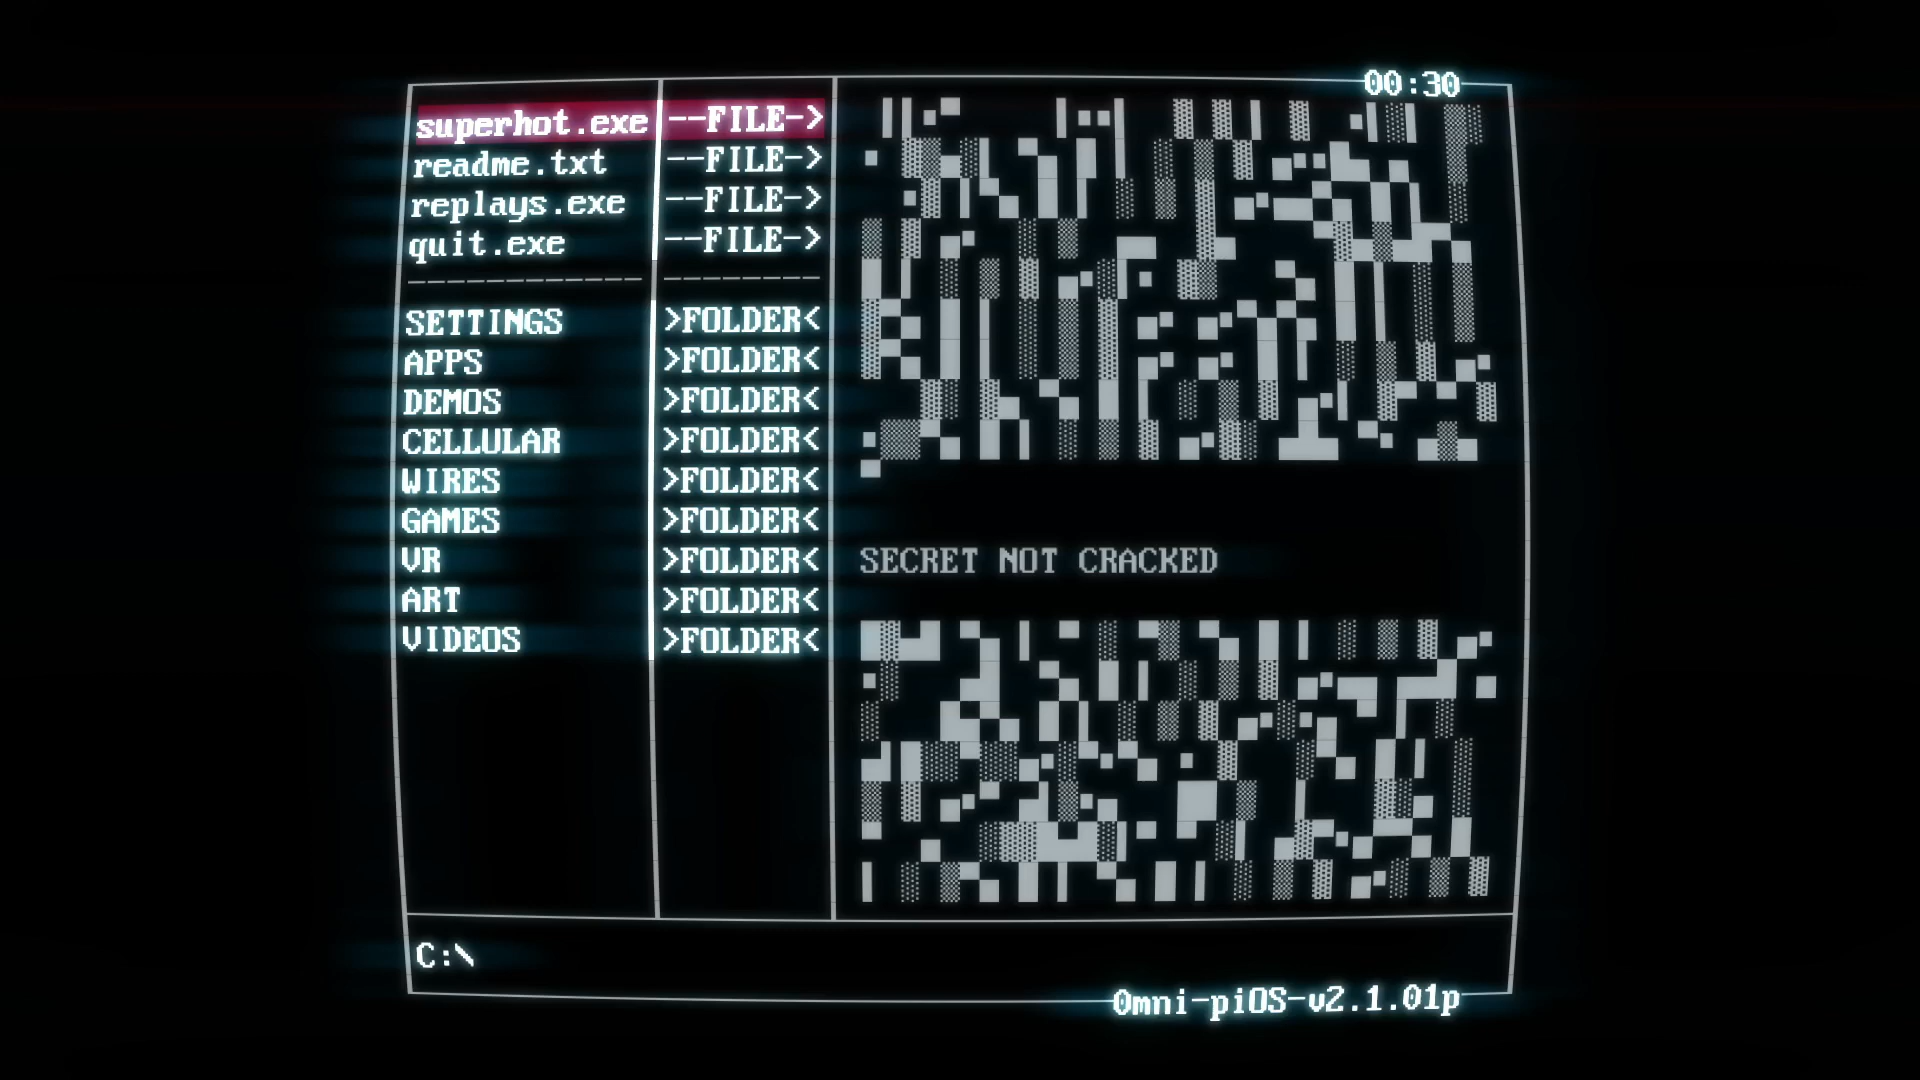 00:30
superhot.exe --FILE->
readme.txt --FILE->
replays.exe --FILE->
quit.exe --FILE->
SETTINGS >FOLDER<
APPS >FOLDER<
DEMOS >FOLDER<
CELLULAR >FOLDER<
WIRES >FOLDER<
GAMES >FOLDER<
VR >FOLDER<
ART >FOLDER<
VIDEOS >FOLDER<
SECRET NOT CRACKED
C:\
0mni-piOS-v2.1.01p